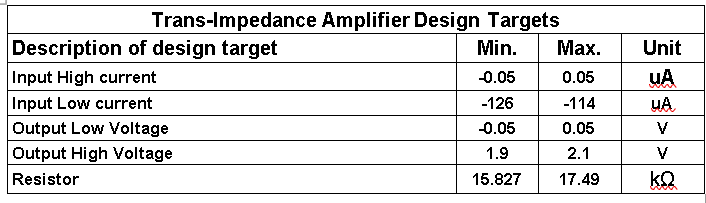 Trans-Impedance Amplifier Design Targets
Description of design target Min. Max. Unit
Input High current -0.05 0.05 uA
Input Low current -126 -114 uA
Output Low Voltage -0.05 0.05 V
Output High Voltage 1.9 2.1 V
Resistor 15.827 17.49 kΩ